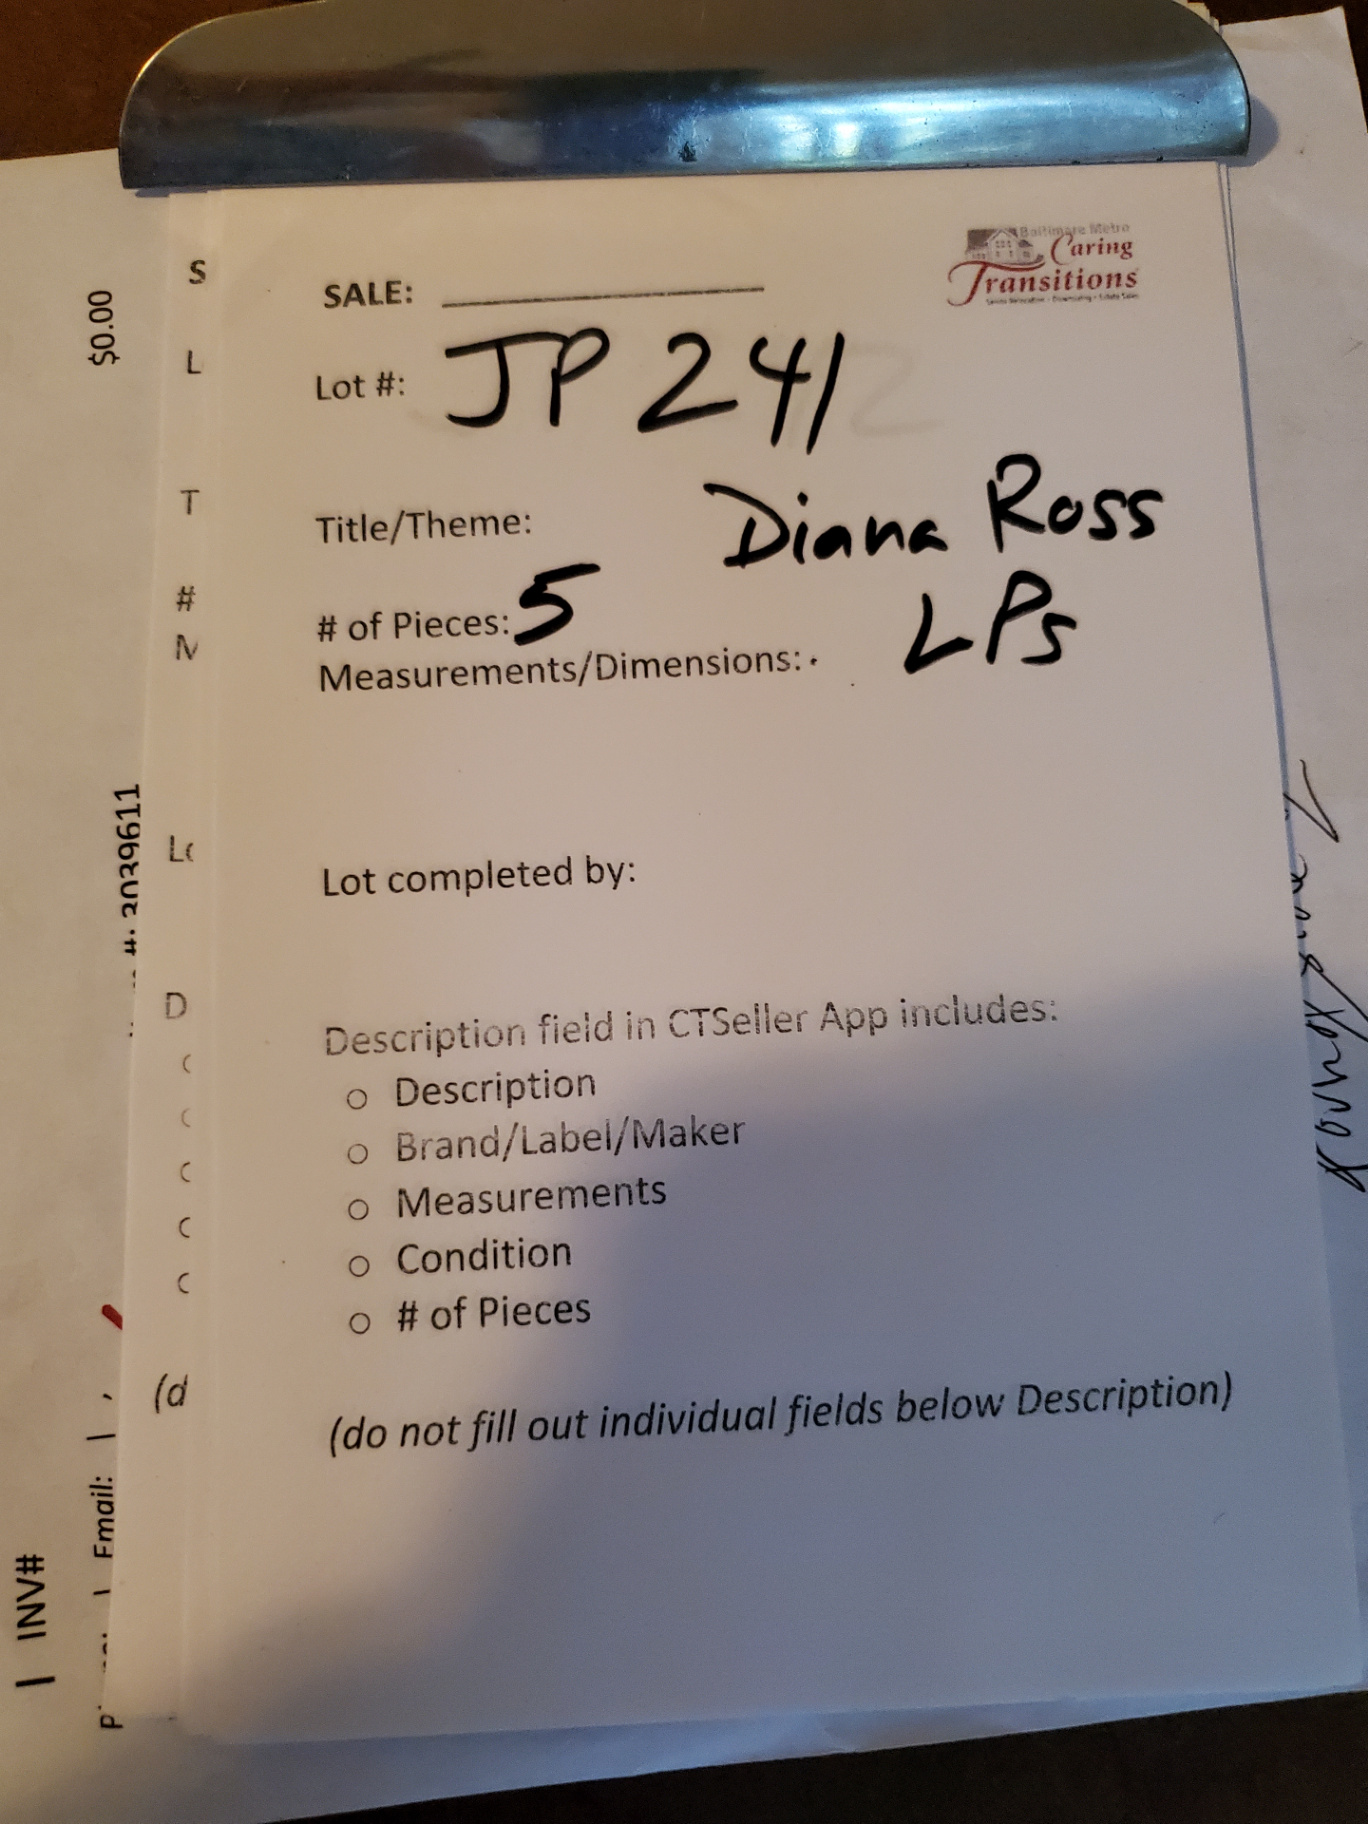 Baltimore Metro
Caring
Transitions
SALE:
Lot #: JP 241
Title/Theme: Diana Ross
# of Pieces: 5 LPs
Measurements/Dimensions:
Lot completed by:
Description field in CTSeller App includes:
o Description
o Brand/Label/Maker
o Measurements
o Condition
o # of Pieces
(do not fill out individual fields below Description)
S
L
T
#
M
Lo
D
(d
$0.00
#: 2039611
Email:
INV#